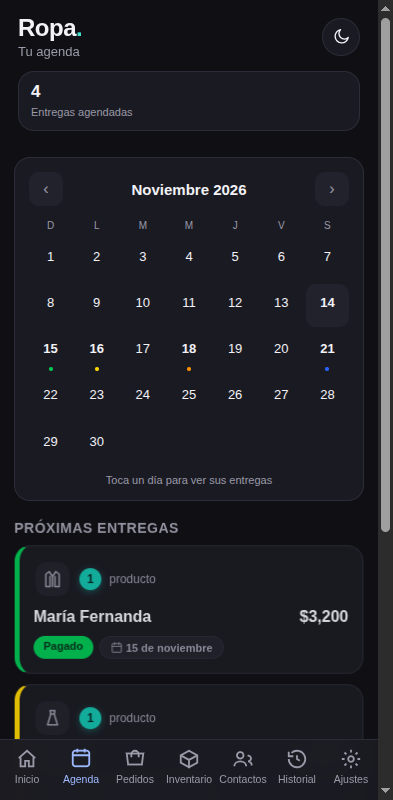 Ropa.
Tu agenda
4
Entregas agendadas
‹ Noviembre 2026 ›
D L M M J V S
1 2 3 4 5 6 7
8 9 10 11 12 13 14
15 16 17 18 19 20 21
22 23 24 25 26 27 28
29 30
Toca un día para ver sus entregas
PRÓXIMAS ENTREGAS
1 producto
María Fernanda $3,200
Pagado 15 de noviembre
1 producto
Inicio Agenda Pedidos Inventario Contactos Historial Ajustes